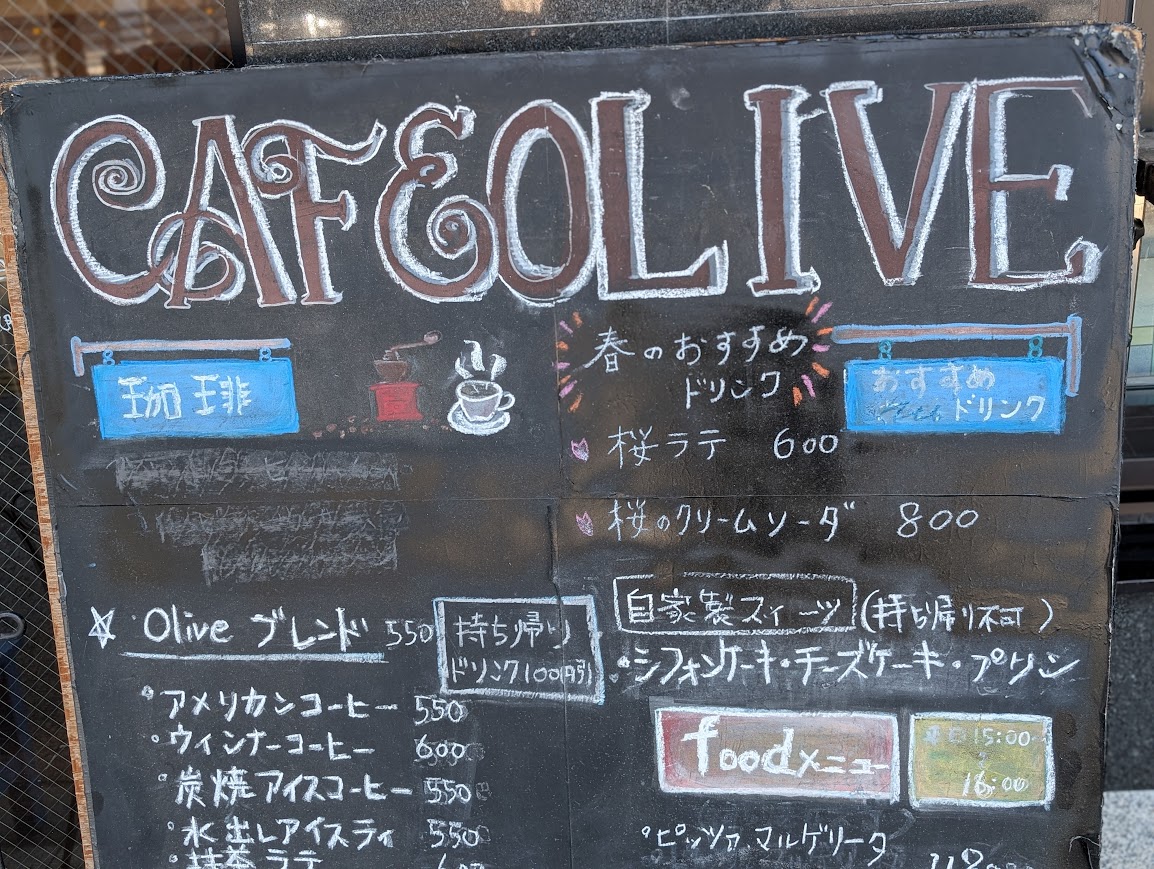 CAFE OLIVE
珈琲
春のおすすめ
ドリンク
おすすめ
ドリンク
桜ラテ 600
桜のクリームソーダ 800
☆・Olive ブレンド 550
持ち帰り
ドリンク100円引
・アメリカンコーヒー 550
・ウィンナーコーヒー 600
・炭焼アイスコーヒー 550
・水出しアイスティ 550
・抹茶ラテ
自家製スイーツ (持ち帰り不可)
・シフォンケーキ・チーズケーキ・プリン
foodメニュー
15:00
16:00
・ピッツァ・マルゲリータ